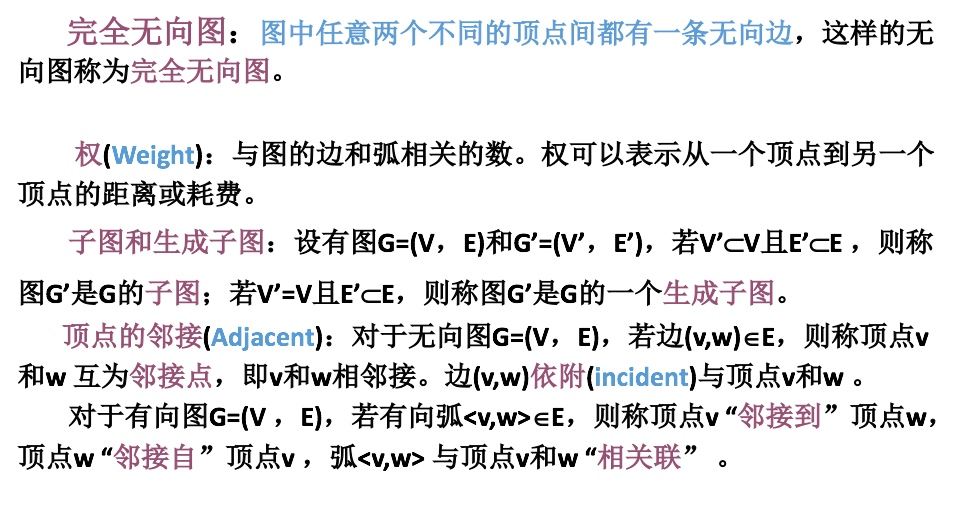 完全无向图：图中任意两个不同的顶点间都有一条无向边，这样的无
向图称为完全无向图。
权(Weight)：与图的边和弧相关的数。权可以表示从一个顶点到另一个
顶点的距离或耗费。
子图和生成子图：设有图G=(V，E)和G’=(V’，E’)，若V’⊂V且E’⊂E ，则称
图G’是G的子图；若V’=V且E’⊂E，则称图G’是G的一个生成子图。
顶点的邻接(Adjacent)：对于无向图G=(V，E)，若边(v,w)∈E，则称顶点v
和w 互为邻接点，即v和w相邻接。边(v,w)依附(incident)与顶点v和w 。
对于有向图G=(V ，E)，若有向弧<v,w>∈E，则称顶点v “邻接到”顶点w，
顶点w “邻接自”顶点v ，弧<v,w> 与顶点v和w “相关联” 。